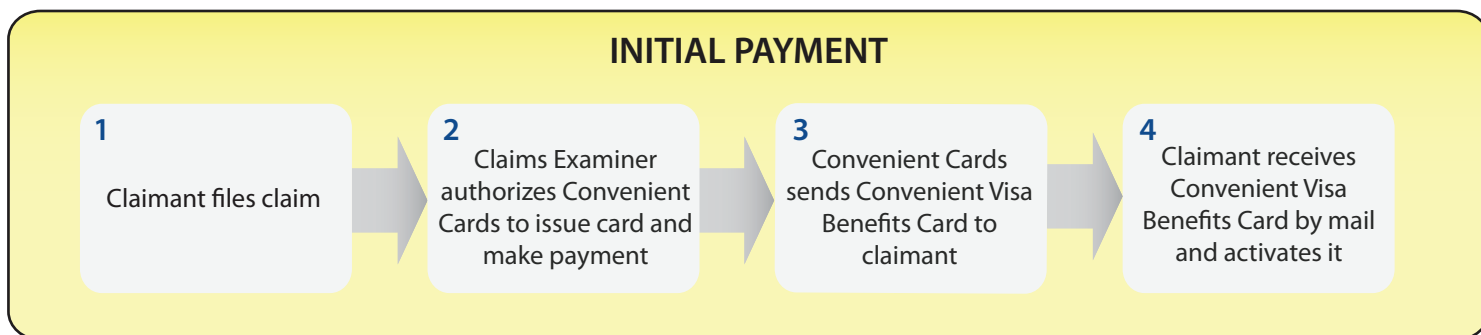 INITIAL PAYMENT
1
Claimant files claim
2
Claims Examiner
authorizes Convenient
Cards to issue card and
make payment
3
Convenient Cards
sends Convenient Visa
Benefits Card to
claimant
4
Claimant receives
Convenient Visa
Benefits Card by mail
and activates it